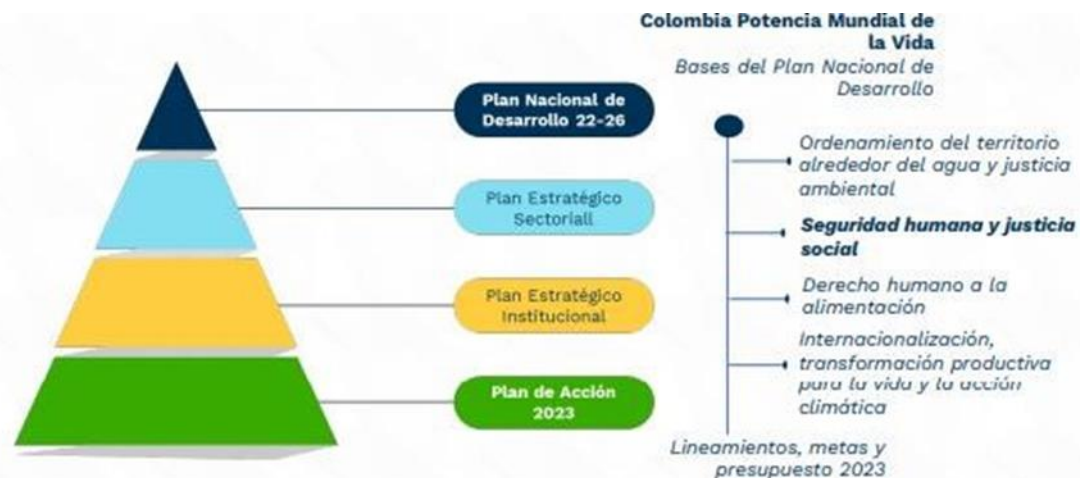 Plan Nacional de
Desarrollo 22-26
Plan Estratégico
Sectoriall
Plan Estratégico
Institucional
Plan de Acción
2023
Colombia Potencia Mundial de
la Vida
Bases del Plan Nacional de
Desarrollo
Ordenamiento del territorio
alrededor del agua y justicia
ambiental
Seguridad humana y justicia
social
Derecho humano a la
alimentación
Internacionalización,
transformación productiva
para la vida y la acción
climática
Lineamientos, metas y
presupuesto 2023